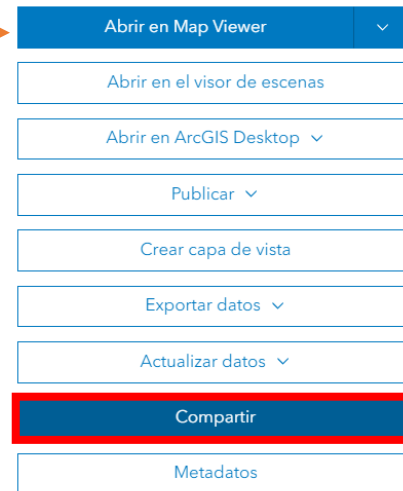 Abrir en Map Viewer
Abrir en el visor de escenas
Abrir en ArcGIS Desktop
Publicar
Crear capa de vista
Exportar datos
Actualizar datos
Compartir
Metadatos